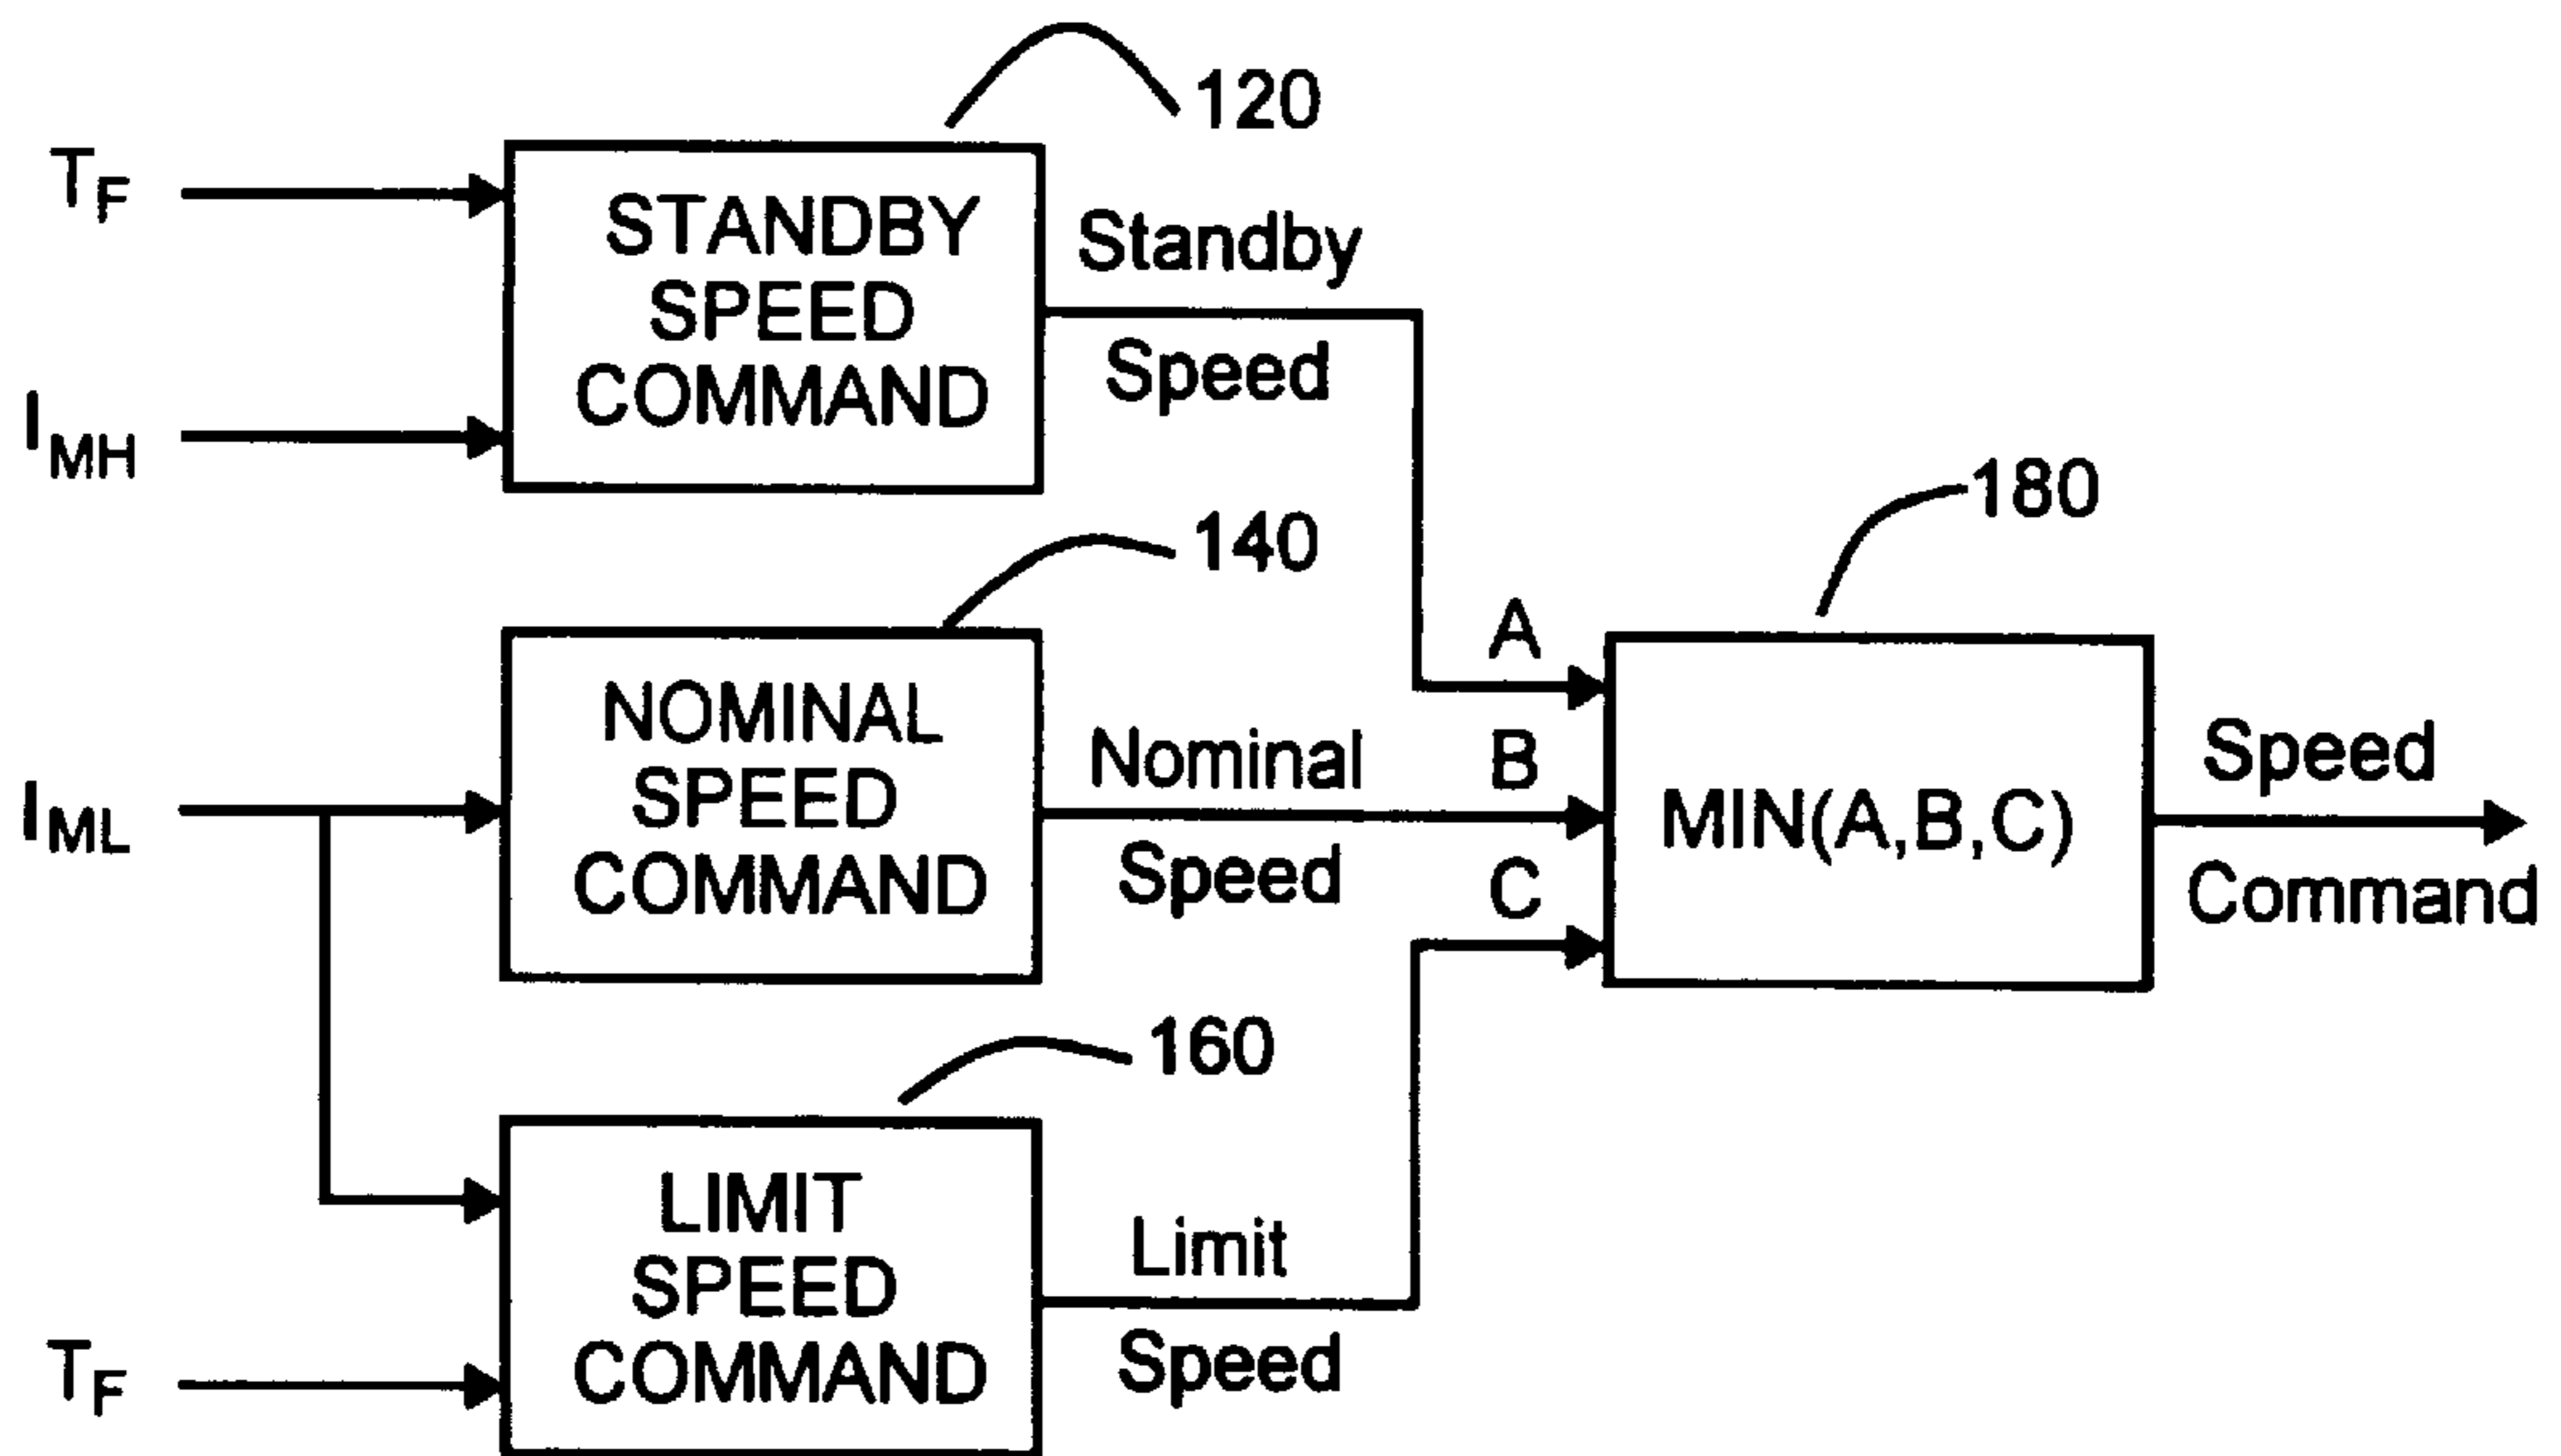 120
T_F
STANDBY
SPEED
COMMAND
Standby
Speed
I_MH
180
140
A
NOMINAL
SPEED
COMMAND
Nominal
Speed
B
MIN(A,B,C)
Speed
Command
I_ML
C
160
LIMIT
SPEED
COMMAND
Limit
Speed
T_F